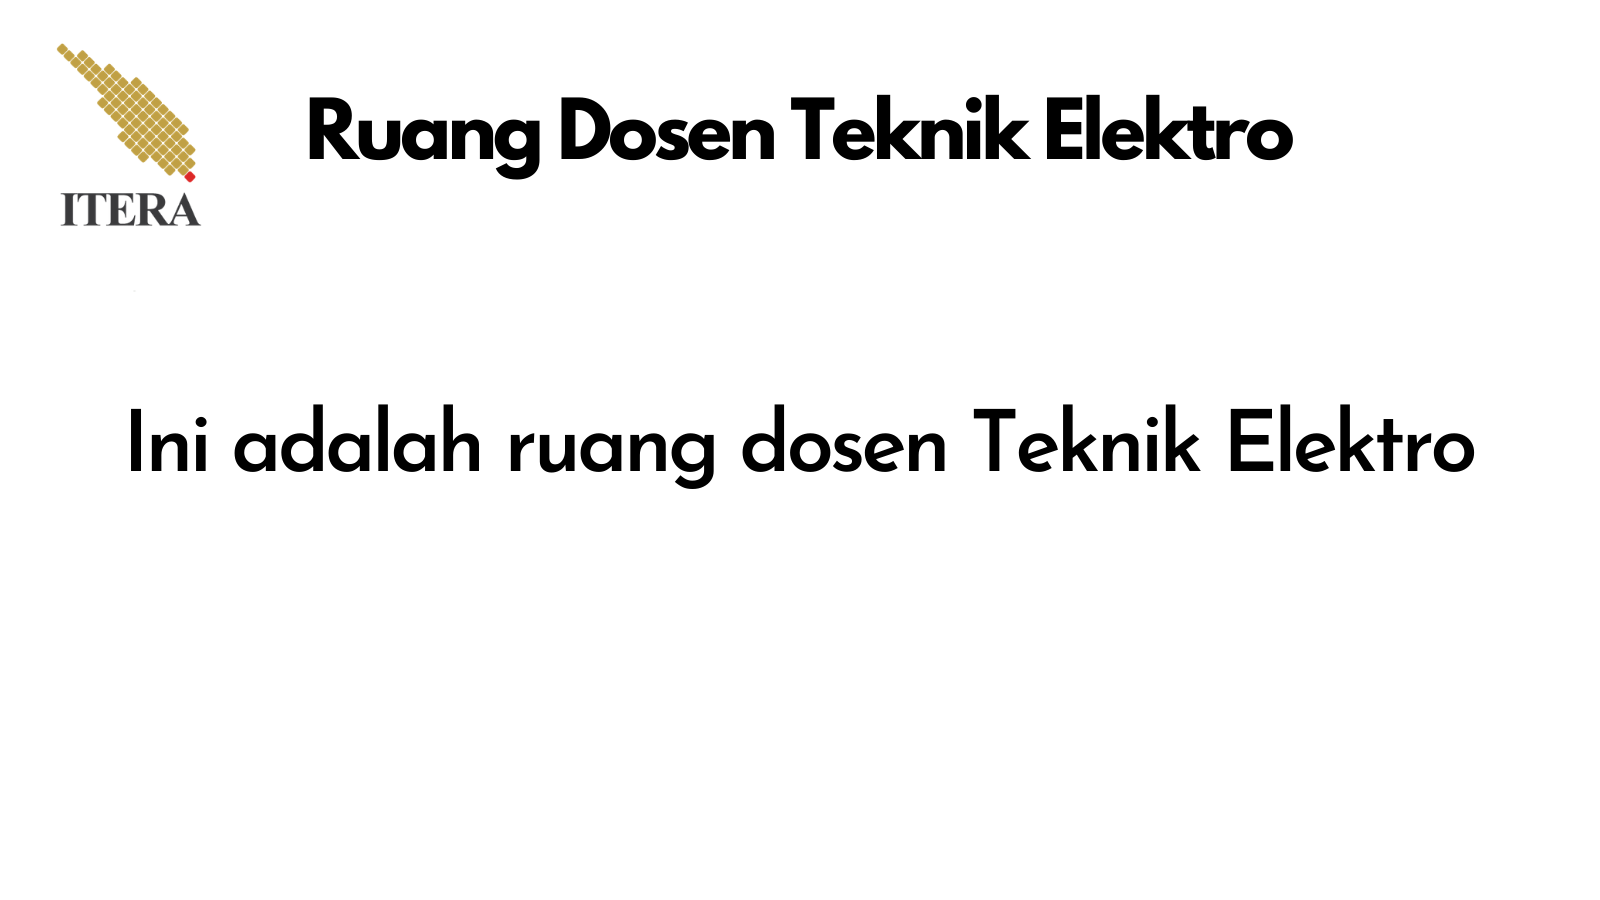 Ruang Dosen Teknik Elektro
ITERA
Ini adalah ruang dosen Teknik Elektro